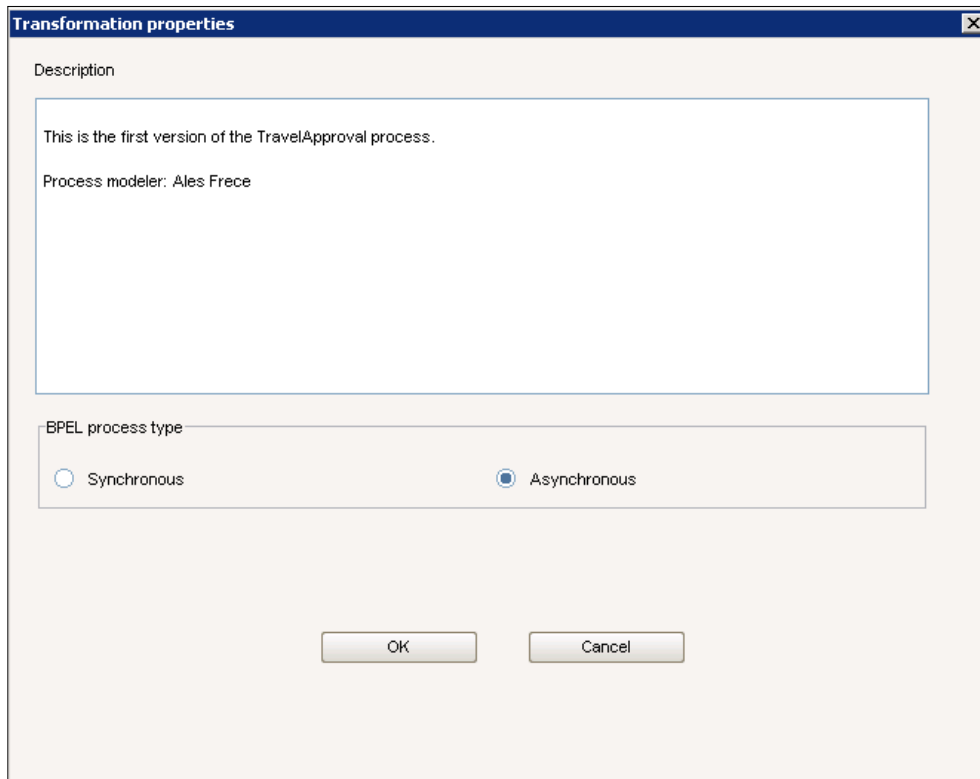 Transformation properties
Description
This is the first version of the TravelApproval process.
Process modeler: Ales Frece
BPEL process type
Synchronous
Asynchronous
OK
Cancel